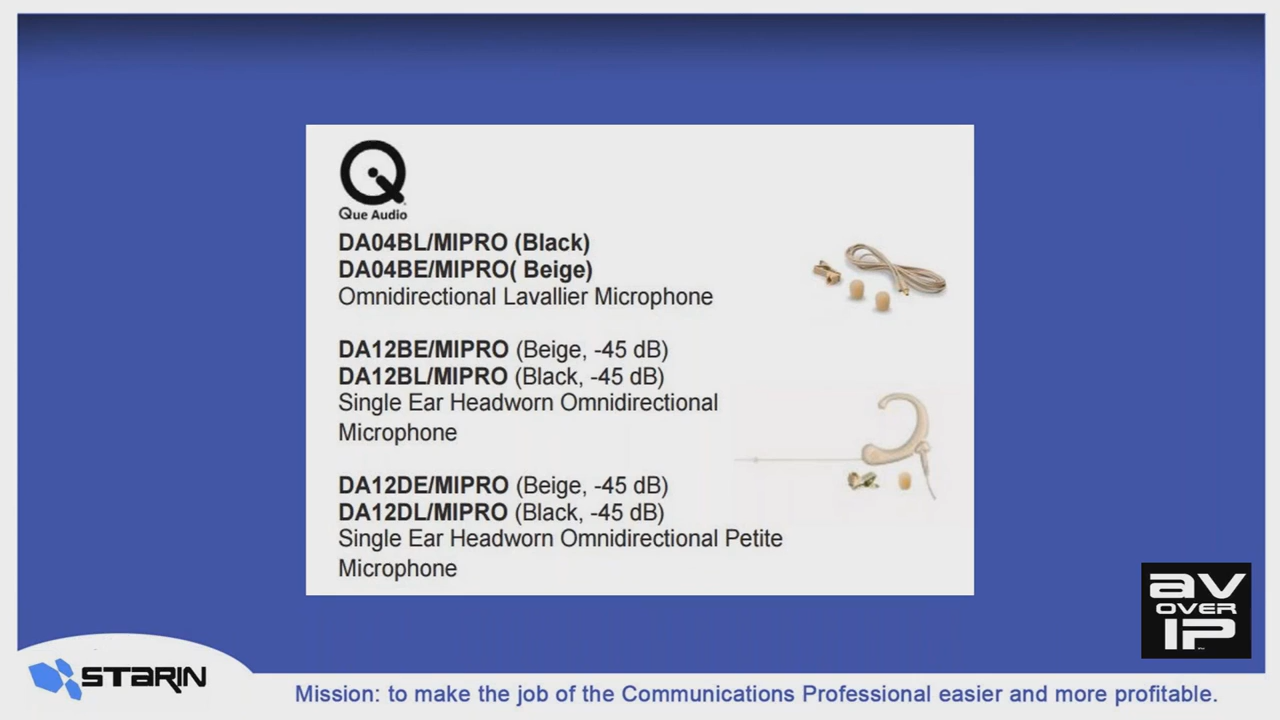 Que Audio
DA04BL/MIPRO (Black)
DA04BE/MIPRO( Beige)
Omnidirectional Lavallier Microphone
DA12BE/MIPRO (Beige, -45 dB)
DA12BL/MIPRO (Black, -45 dB)
Single Ear Headworn Omnidirectional
Microphone
DA12DE/MIPRO (Beige, -45 dB)
DA12DL/MIPRO (Black, -45 dB)
Single Ear Headworn Omnidirectional Petite
Microphone
av
OVER
IP
STARIN
Mission: to make the job of the Communications Professional easier and more profitable.